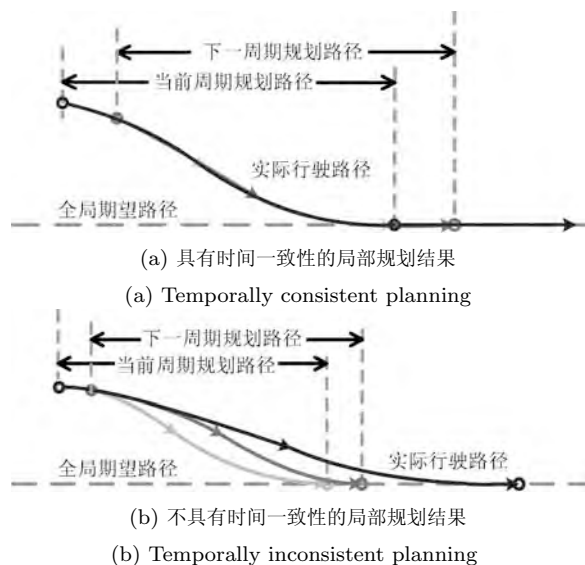 下一周期规划路径
当前周期规划路径
实际行驶路径
全局期望路径
(a) 具有时间一致性的局部规划结果
(a) Temporally consistent planning
下一周期规划路径
当前周期规划路径
全局期望路径
实际行驶路径
(b) 不具有时间一致性的局部规划结果
(b) Temporally inconsistent planning